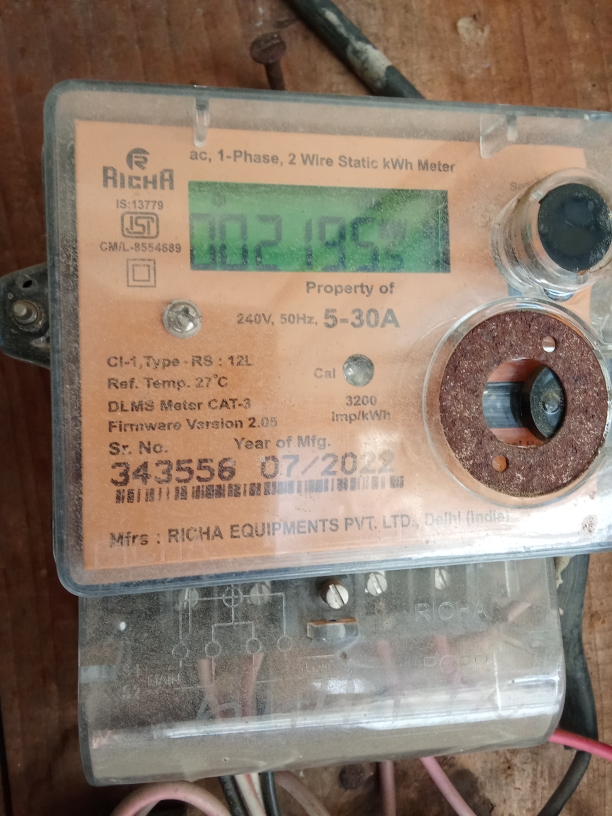 ac, 1-Phase, 2 Wire Static kWh Meter
RICHA
IS:13779
ISI
CM/L-8554689
Property of
240V, 50Hz, 5-30A
Cl-1,Type - RS : 12L
Ref. Temp. 27°C
DLMS Meter CAT-3
Firmware Version 2.05
Cal
3200
imp/kWh
Sr. No. Year of Mfg.
343556 07/2022
Mfrs : RICHA EQUIPMENTS PVT. LTD., Delhi (India)
RICHA
MAIN